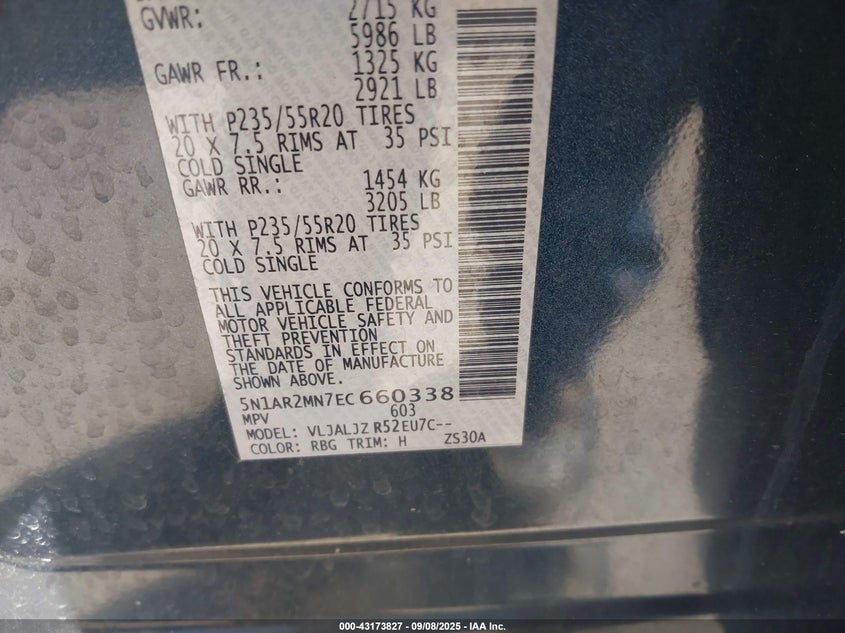 GVWR: 2715 KG
5986 LB
GAWR FR.: 1325 KG
2921 LB
WITH P235/55R20 TIRES
20 X 7.5 RIMS AT 35 PSI
COLD SINGLE
GAWR RR.: 1454 KG
3205 LB
WITH P235/55R20 TIRES
20 X 7.5 RIMS AT 35 PSI
COLD SINGLE
THIS VEHICLE CONFORMS TO
ALL APPLICABLE FEDERAL
MOTOR VEHICLE SAFETY AND
THEFT PREVENTION
STANDARDS IN EFFECT ON
THE DATE OF MANUFACTURE
SHOWN ABOVE.
5N1AR2MN7EC 660338
MPV 603
MODEL: VLJALJZ R52EU7C--
COLOR: RBG TRIM: H ZS30A
000-43173827 - 09/08/2025 - IAA Inc.